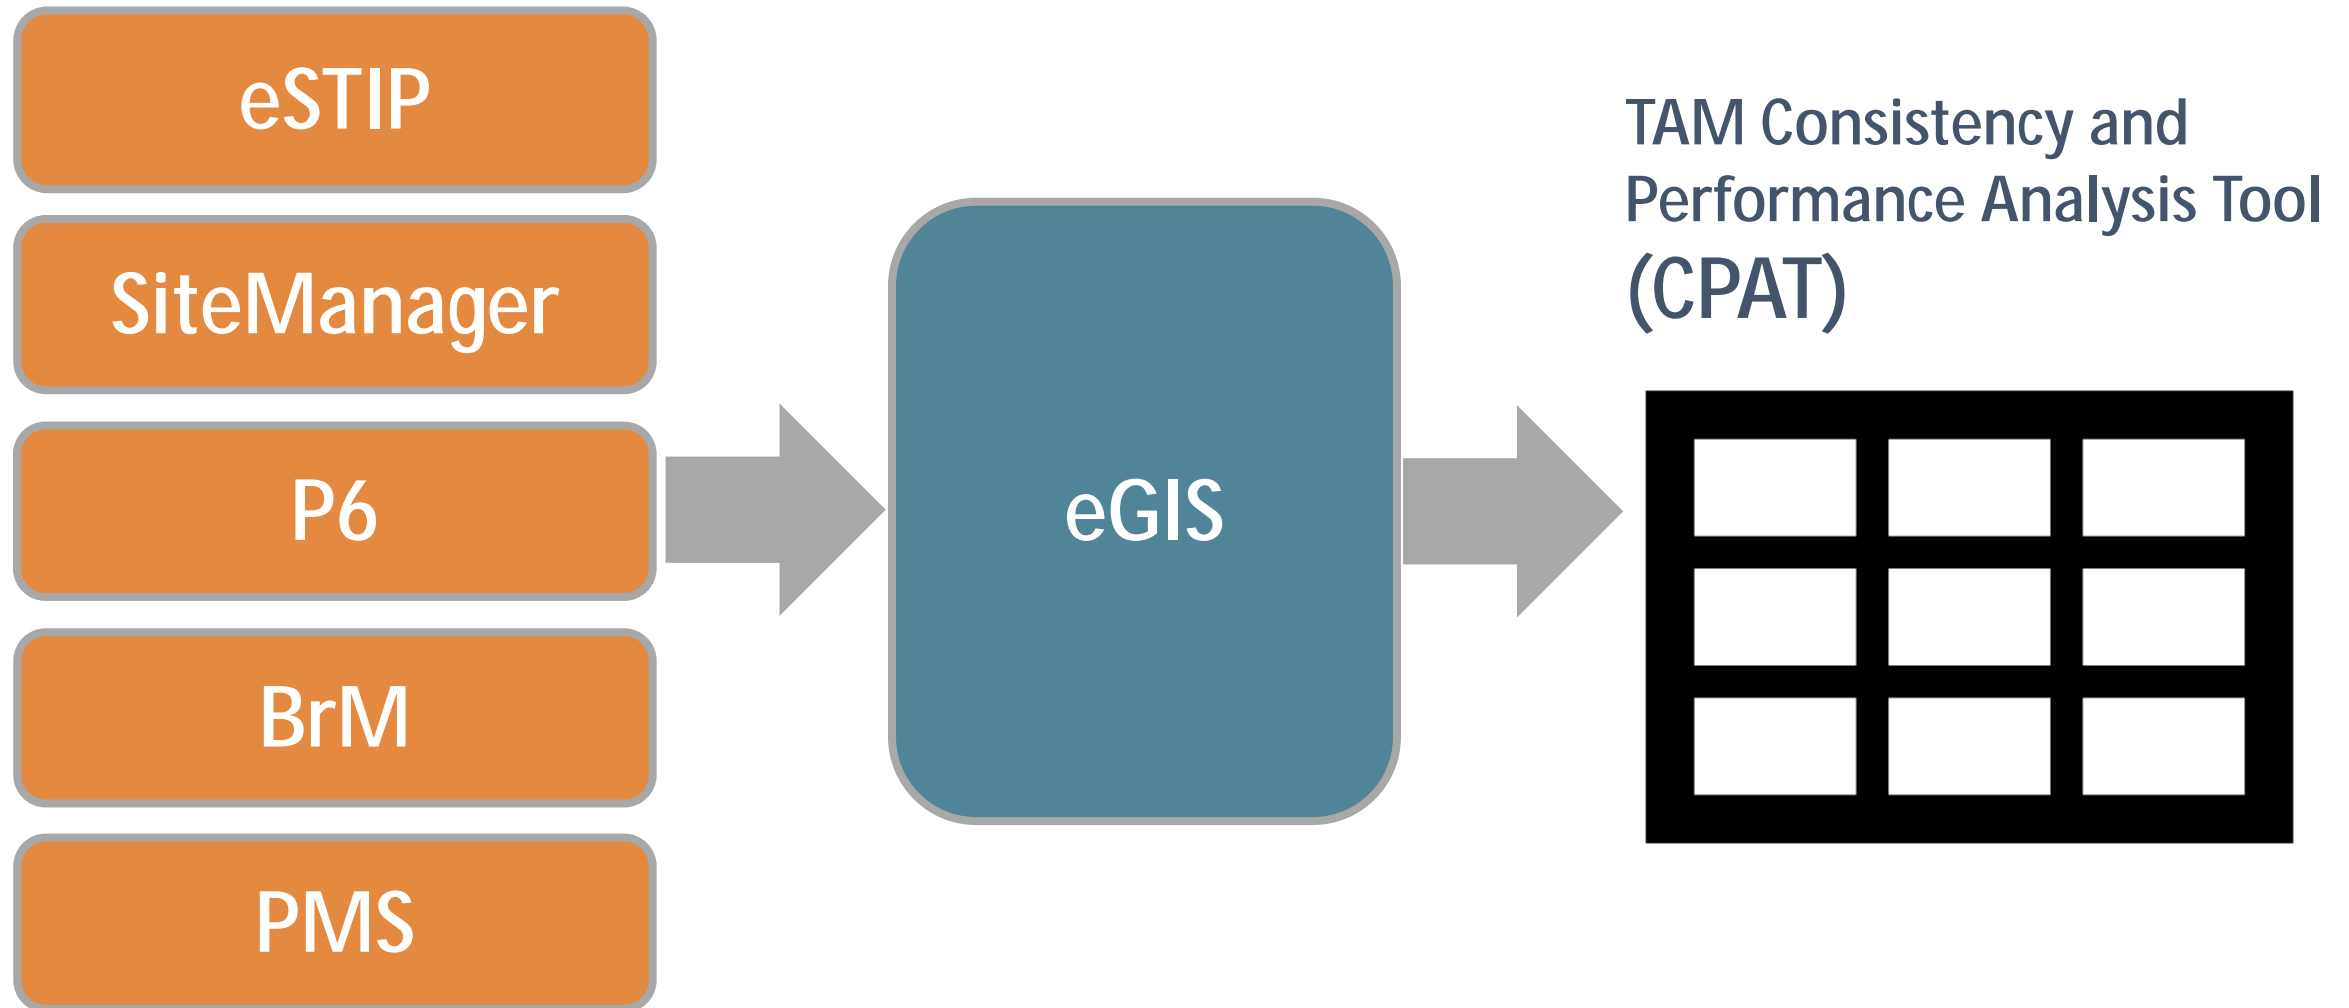 eSTIP
SiteManager
P6
BrM
PMS
eGIS
TAM Consistency and
Performance Analysis Tool
(CPAT)